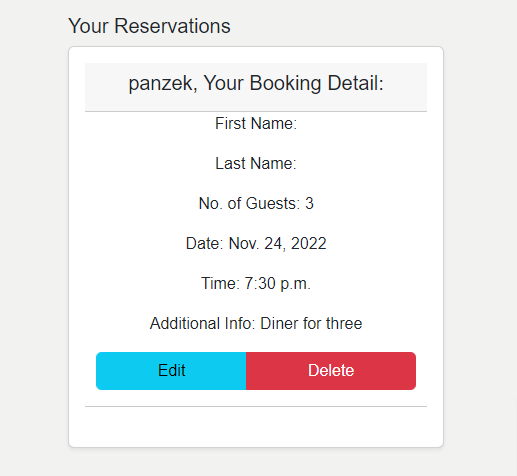 Your Reservations
panzek, Your Booking Detail:
First Name:
Last Name:
No. of Guests: 3
Date: Nov. 24, 2022
Time: 7:30 p.m.
Additional Info: Diner for three
Edit Delete